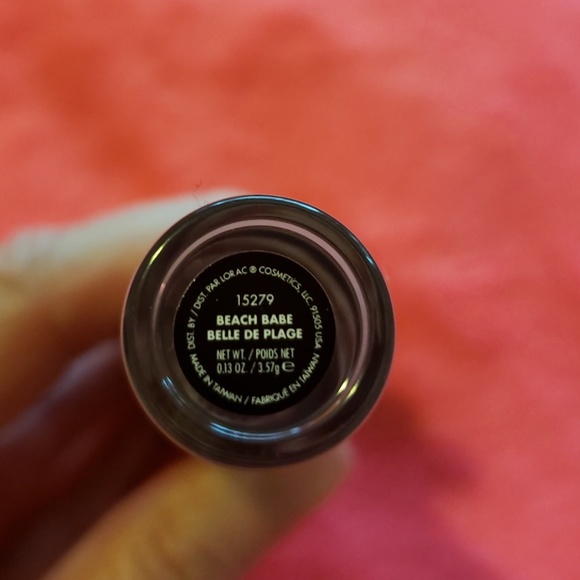 DIST. BY / DIST. PAR LORAC ® COSMETICS, LLC. 91505 USA
15279
BEACH BABE
BELLE DE PLAGE
NET WT. / POIDS NET
0.13 OZ. / 3.57g ℮
MADE IN TAIWAN / FABRIQUÉ EN TAÏWAN